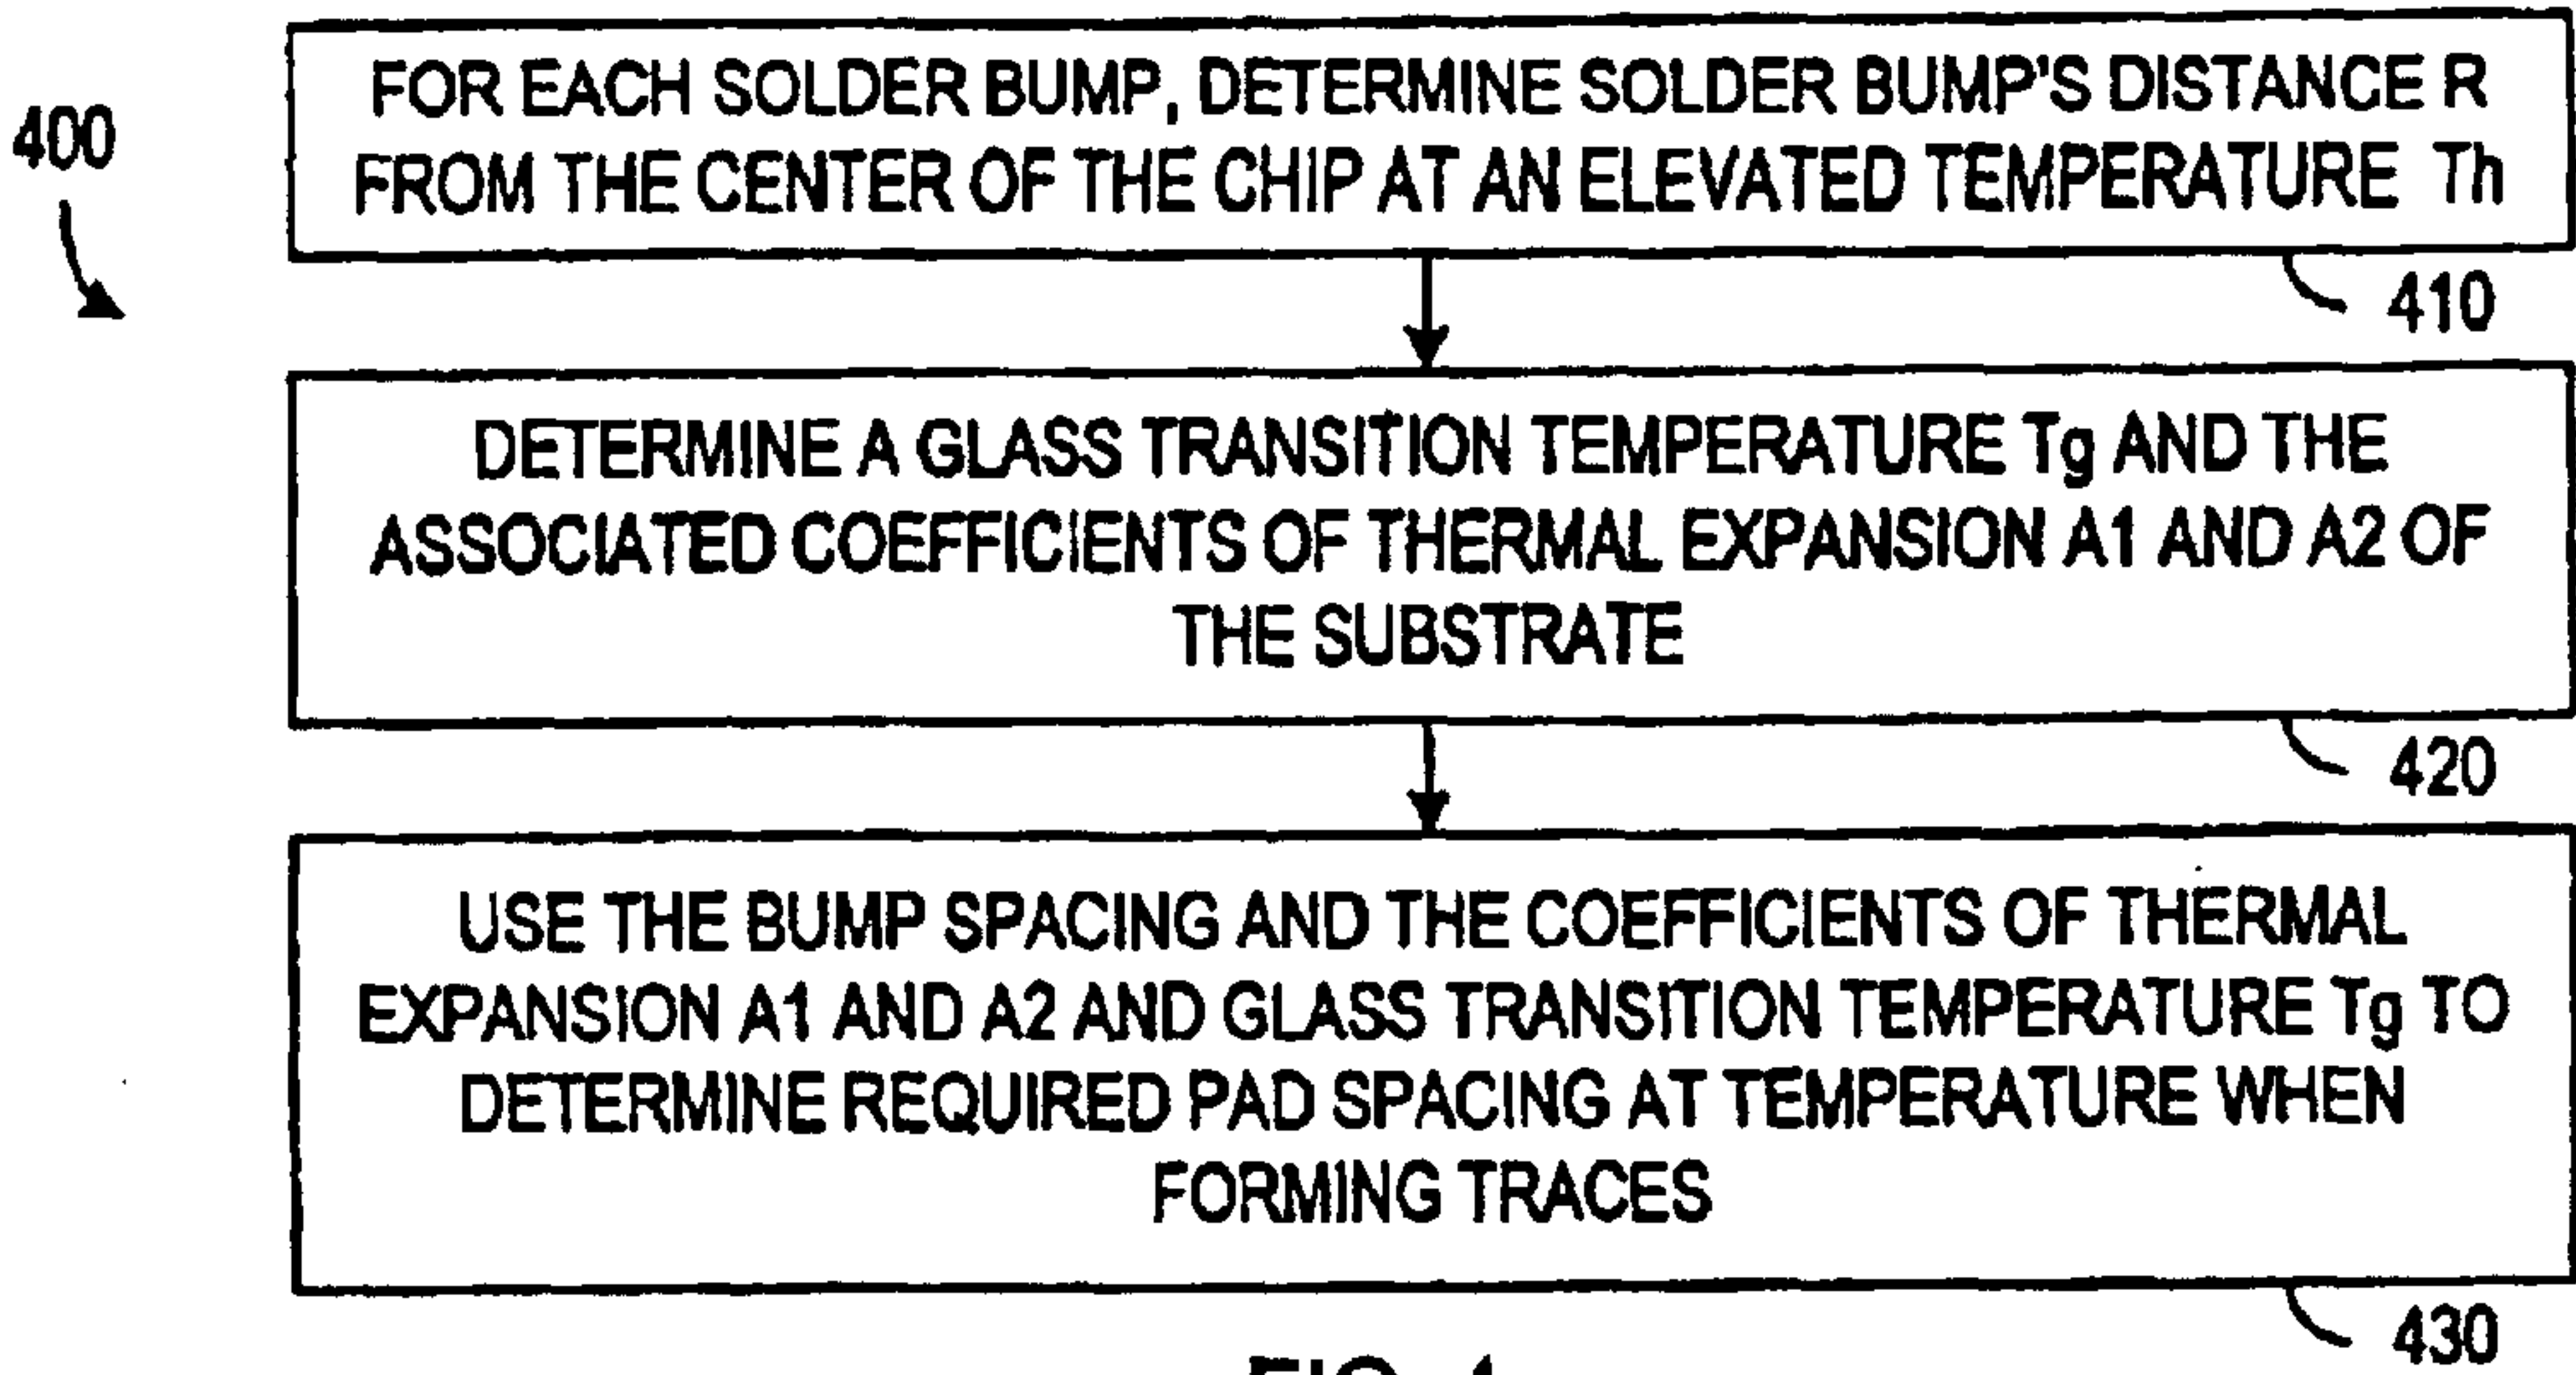 400
FOR EACH SOLDER BUMP, DETERMINE SOLDER BUMP'S DISTANCE R
FROM THE CENTER OF THE CHIP AT AN ELEVATED TEMPERATURE Th
410
DETERMINE A GLASS TRANSITION TEMPERATURE Tg AND THE
ASSOCIATED COEFFICIENTS OF THERMAL EXPANSION A1 AND A2 OF
THE SUBSTRATE
420
USE THE BUMP SPACING AND THE COEFFICIENTS OF THERMAL
EXPANSION A1 AND A2 AND GLASS TRANSITION TEMPERATURE Tg TO
DETERMINE REQUIRED PAD SPACING AT TEMPERATURE WHEN
FORMING TRACES
430